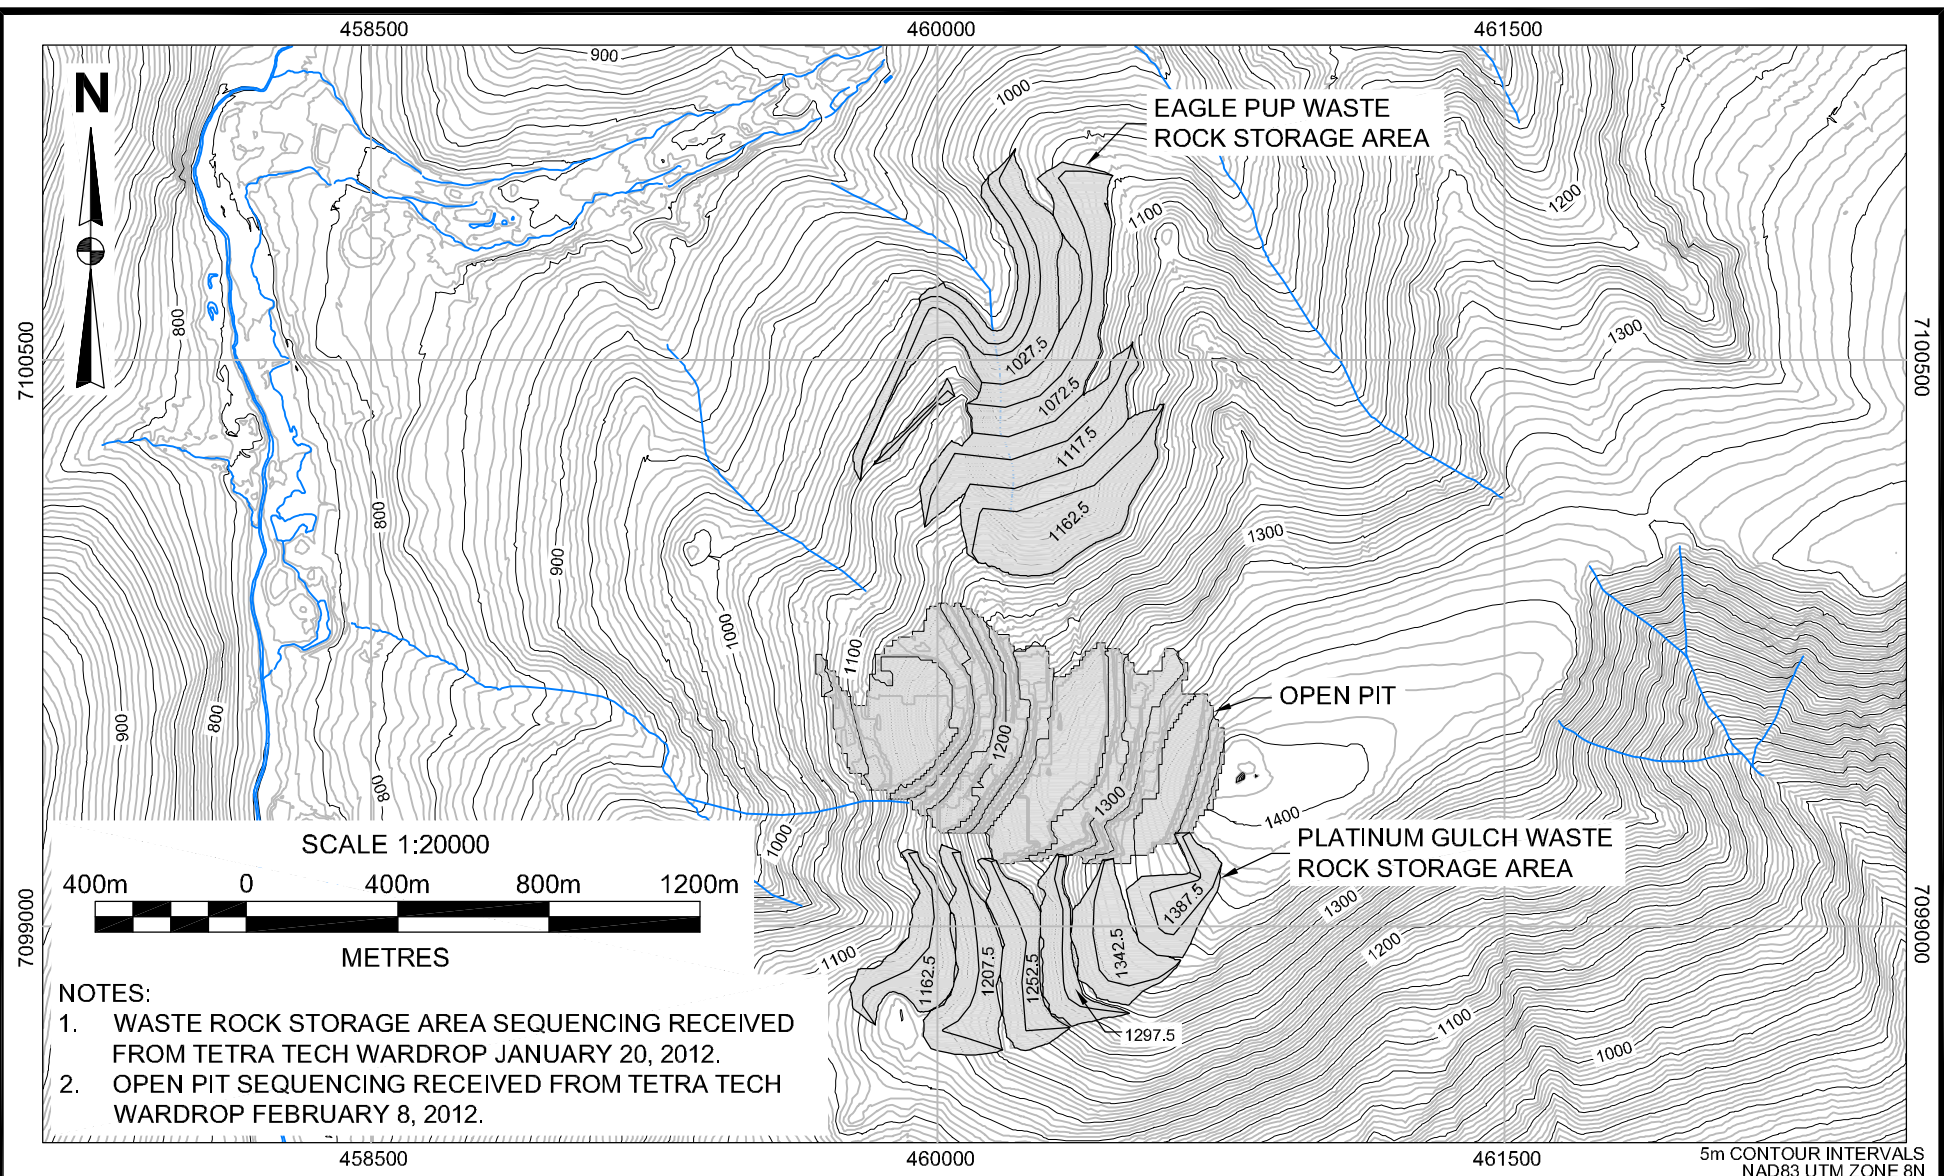 458500 460000 461500
900
N
1000
EAGLE PUP WASTE
ROCK STORAGE AREA
1200
1100
800
7100500
1300
7100500
1027.5
1072.5
1117.5
1162.5
800
900
1300
1000
1100
OPEN PIT
900
800
1200
800
1300
1400
SCALE 1:20000
1000
PLATINUM GULCH WASTE
ROCK STORAGE AREA
400m 0 400m 800m 1200m
1387.5
1300
7099000
7099000
1342.5
1200
METRES
1100
1162.5
1207.5
1252.5
1297.5
1100
1000
NOTES:
1. WASTE ROCK STORAGE AREA SEQUENCING RECEIVED
FROM TETRA TECH WARDROP JANUARY 20, 2012.
2. OPEN PIT SEQUENCING RECEIVED FROM TETRA TECH
WARDROP FEBRUARY 8, 2012.
458500 460000 461500
5m CONTOUR INTERVALS
NAD83 UTM ZONE 8N